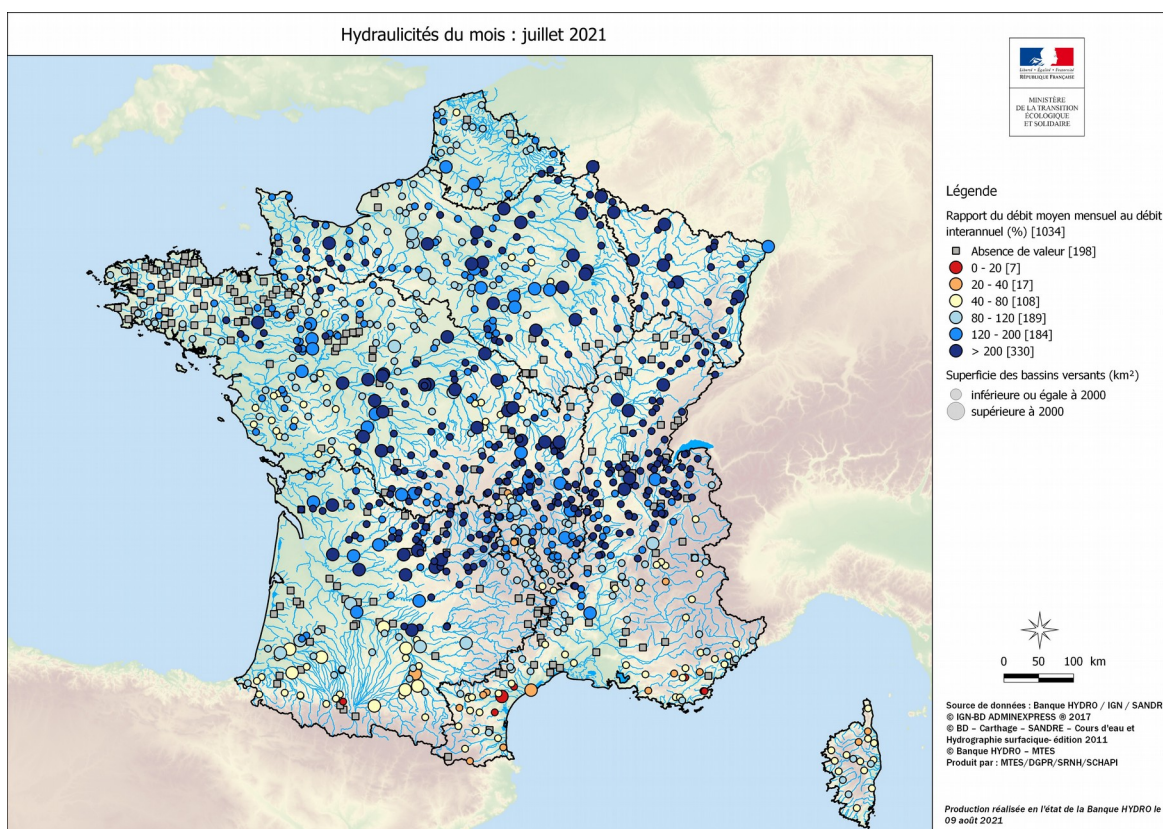 Hydraulicités du mois : juillet 2021
Liberté • Égalité • Fraternité
RÉPUBLIQUE FRANÇAISE
MINISTÈRE
DE LA TRANSITION
ÉCOLOGIQUE
ET SOLIDAIRE
Légende
Rapport du débit moyen mensuel au débit
interannuel (%) [1034]
Absence de valeur [198]
0 - 20 [7]
20 - 40 [17]
40 - 80 [108]
80 - 120 [189]
120 - 200 [184]
> 200 [330]
Superficie des bassins versants (km²)
inférieure ou égale à 2000
supérieure à 2000
0 50 100 km
Source de données : Banque HYDRO / IGN / SANDRE
© IGN-BD ADMINEXPRESS ® 2017
© BD – Carthage – SANDRE – Cours d'eau et
Hydrographie surfacique- édition 2011
© Banque HYDRO – MTES
Produit par : MTES/DGPR/SRNH/SCHAPI
Production réalisée en l'état de la Banque HYDRO le
09 août 2021